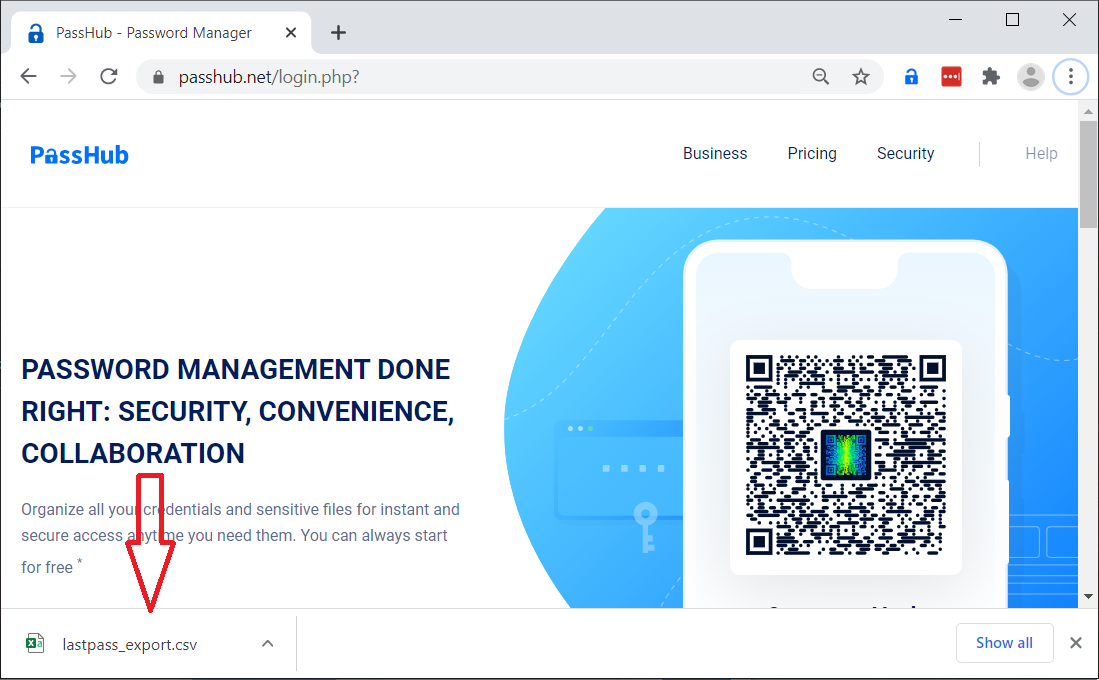 PassHub - Password Manager
passhub.net/login.php?
PassHub
Business
Pricing
Security
Help
PASSWORD MANAGEMENT DONE
RIGHT: SECURITY, CONVENIENCE,
COLLABORATION
Organize all your credentials and sensitive files for instant and
secure access anytime you need them. You can always start
for free *
lastpass_export.csv
Show all